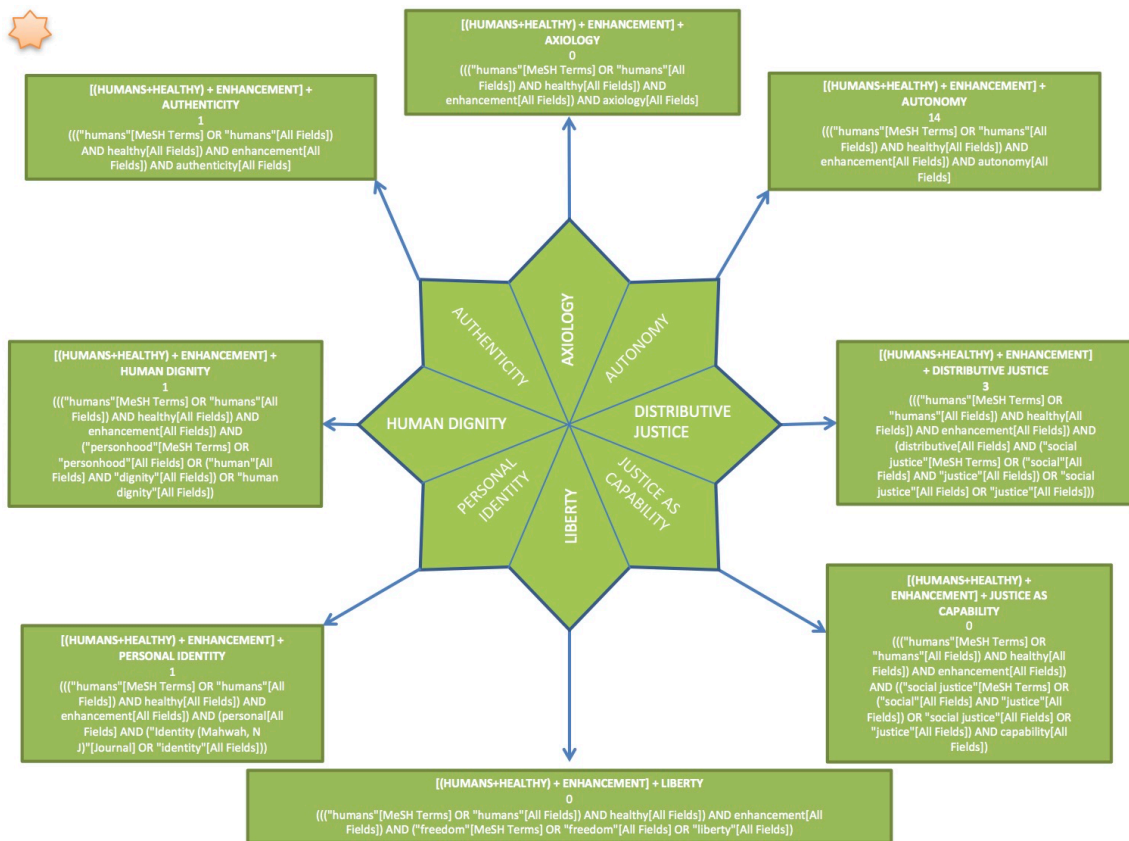 [(HUMANS+HEALTHY) + ENHANCEMENT] +
AXIOLOGY
0
((("humans"[MeSH Terms] OR "humans"[All
Fields]) AND healthy[All Fields]) AND
enhancement[All Fields]) AND axiology[All Fields]
[(HUMANS+HEALTHY) + ENHANCEMENT] +
AUTHENTICITY
1
((("humans"[MeSH Terms] OR "humans"[All Fields])
AND healthy[All Fields]) AND enhancement[All
Fields]) AND authenticity[All Fields]
[(HUMANS+HEALTHY) + ENHANCEMENT] +
AUTONOMY
14
((("humans"[MeSH Terms] OR "humans"[All
Fields]) AND healthy[All Fields]) AND
enhancement[All Fields]) AND autonomy[All
Fields]
AUTHENTICITY
AXIOLOGY
AUTONOMY
HUMAN DIGNITY
DISTRIBUTIVE
JUSTICE
PERSONAL
IDENTITY
LIBERTY
JUSTICE AS
CAPABILITY
[(HUMANS+HEALTHY) + ENHANCEMENT] +
HUMAN DIGNITY
1
((("humans"[MeSH Terms] OR "humans"[All
Fields]) AND healthy[All Fields]) AND
enhancement[All Fields]) AND
("personhood"[MeSH Terms] OR
"personhood"[All Fields] OR ("human"[All
Fields] AND "dignity"[All Fields]) OR "human
dignity"[All Fields])
[(HUMANS+HEALTHY) + ENHANCEMENT]
+ DISTRIBUTIVE JUSTICE
3
((("humans"[MeSH Terms] OR
"humans"[All Fields]) AND healthy[All
Fields]) AND enhancement[All Fields]) AND
(distributive[All Fields] AND ("social
justice"[MeSH Terms] OR ("social"[All
Fields] AND "justice"[All Fields]) OR "social
justice"[All Fields] OR "justice"[All Fields]))
[(HUMANS+HEALTHY) + ENHANCEMENT] +
PERSONAL IDENTITY
1
((("humans"[MeSH Terms] OR "humans"[All
Fields]) AND healthy[All Fields]) AND
enhancement[All Fields]) AND (personal[All
Fields] AND ("Identity (Mahwah, N
J)"[Journal] OR "identity"[All Fields]))
[(HUMANS+HEALTHY) +
ENHANCEMENT] + JUSTICE AS
CAPABILITY
0
((("humans"[MeSH Terms] OR
"humans"[All Fields]) AND healthy[All
Fields]) AND enhancement[All Fields])
AND (("social justice"[MeSH Terms] OR
("social"[All Fields] AND "justice"[All
Fields]) OR "social justice"[All Fields] OR
"justice"[All Fields]) AND capability[All
Fields])
[(HUMANS+HEALTHY) + ENHANCEMENT] + LIBERTY
0
((("humans"[MeSH Terms] OR "humans"[All Fields]) AND healthy[All Fields]) AND enhancement[All
Fields]) AND ("freedom"[MeSH Terms] OR "freedom"[All Fields] OR "liberty"[All Fields])